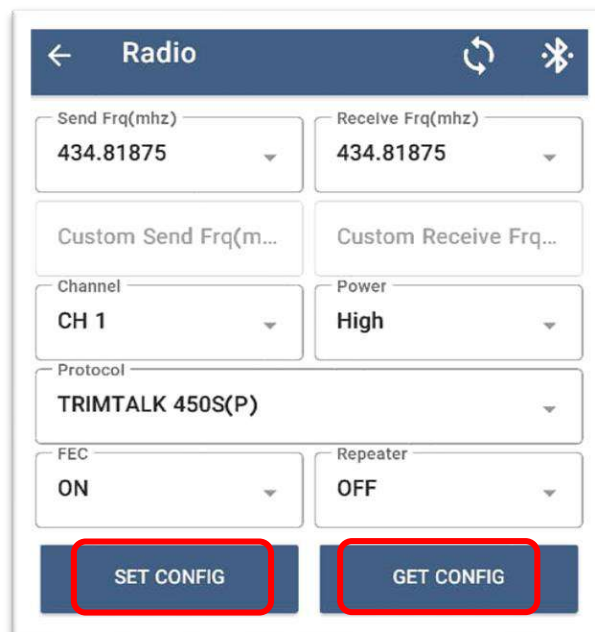 Radio
Send Frq(mhz) Receive Frq(mhz)
434.81875 434.81875
Custom Send Frq(m... Custom Receive Frq...
Channel Power
CH 1 High
Protocol
TRIMTALK 450S(P)
FEC Repeater
ON OFF
SET CONFIG GET CONFIG